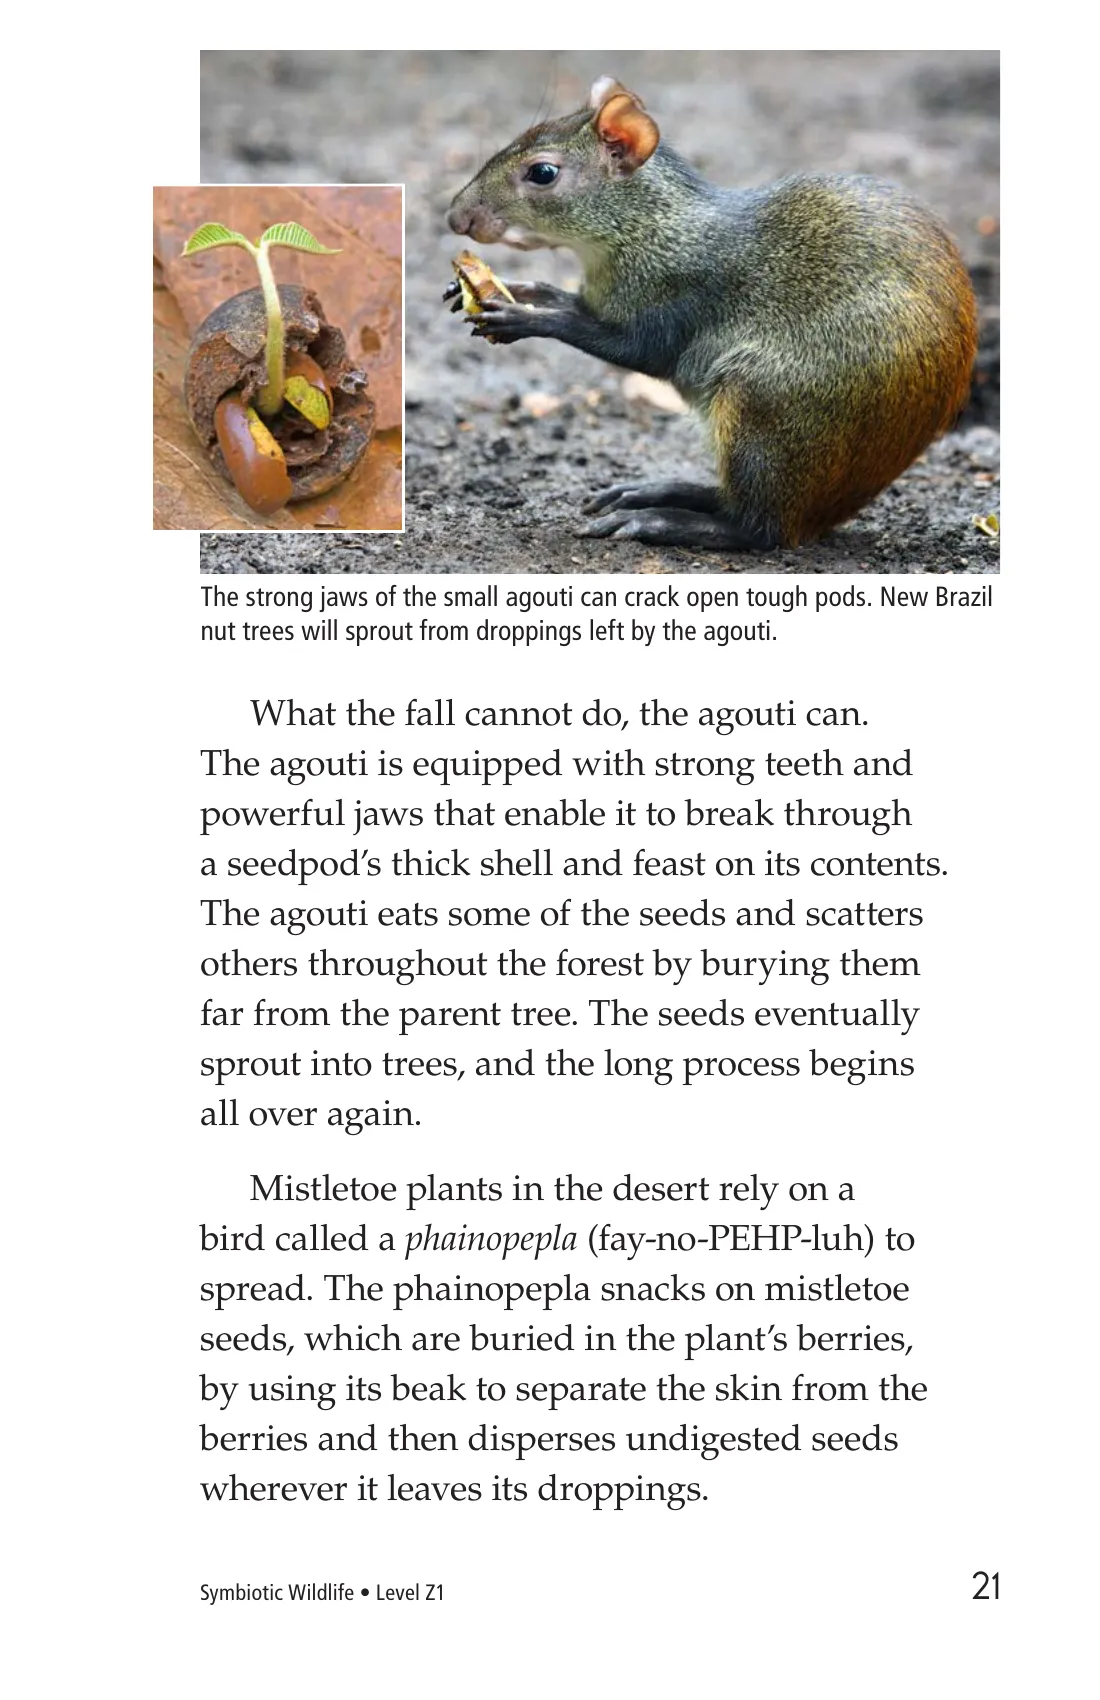 The strong jaws of the small agouti can crack open tough pods. New Brazil
nut trees will sprout from droppings left by the agouti.
What the fall cannot do, the agouti can.
The agouti is equipped with strong teeth and
powerful jaws that enable it to break through
a seedpod’s thick shell and feast on its contents.
The agouti eats some of the seeds and scatters
others throughout the forest by burying them
far from the parent tree. The seeds eventually
sprout into trees, and the long process begins
all over again.
Mistletoe plants in the desert rely on a
bird called a phainopepla (fay-no-PEHP-luh) to
spread. The phainopepla snacks on mistletoe
seeds, which are buried in the plant’s berries,
by using its beak to separate the skin from the
berries and then disperses undigested seeds
wherever it leaves its droppings.
Symbiotic Wildlife • Level Z1
21